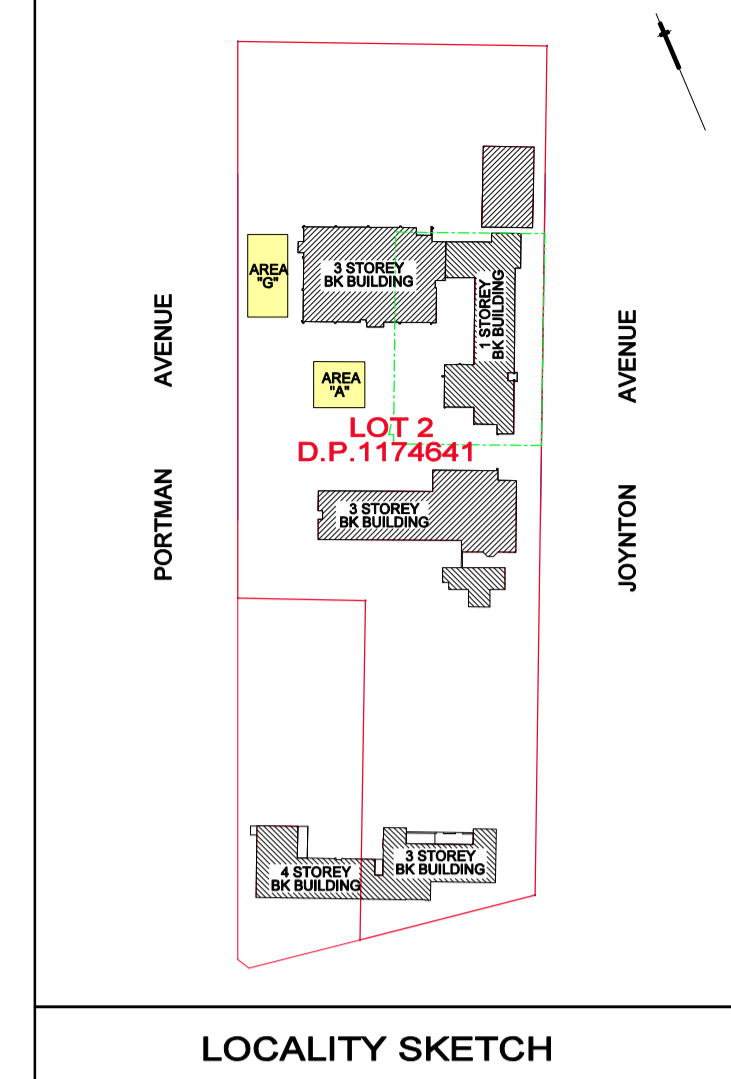 AREA
"G"
3 STOREY
BK BUILDING
1 STOREY
BK BUILDING
PORTMAN AVENUE
JOYNTON AVENUE
AREA
"A"
LOT 2
D.P.1174641
3 STOREY
BK BUILDING
4 STOREY
BK BUILDING
3 STOREY
BK BUILDING
LOCALITY SKETCH